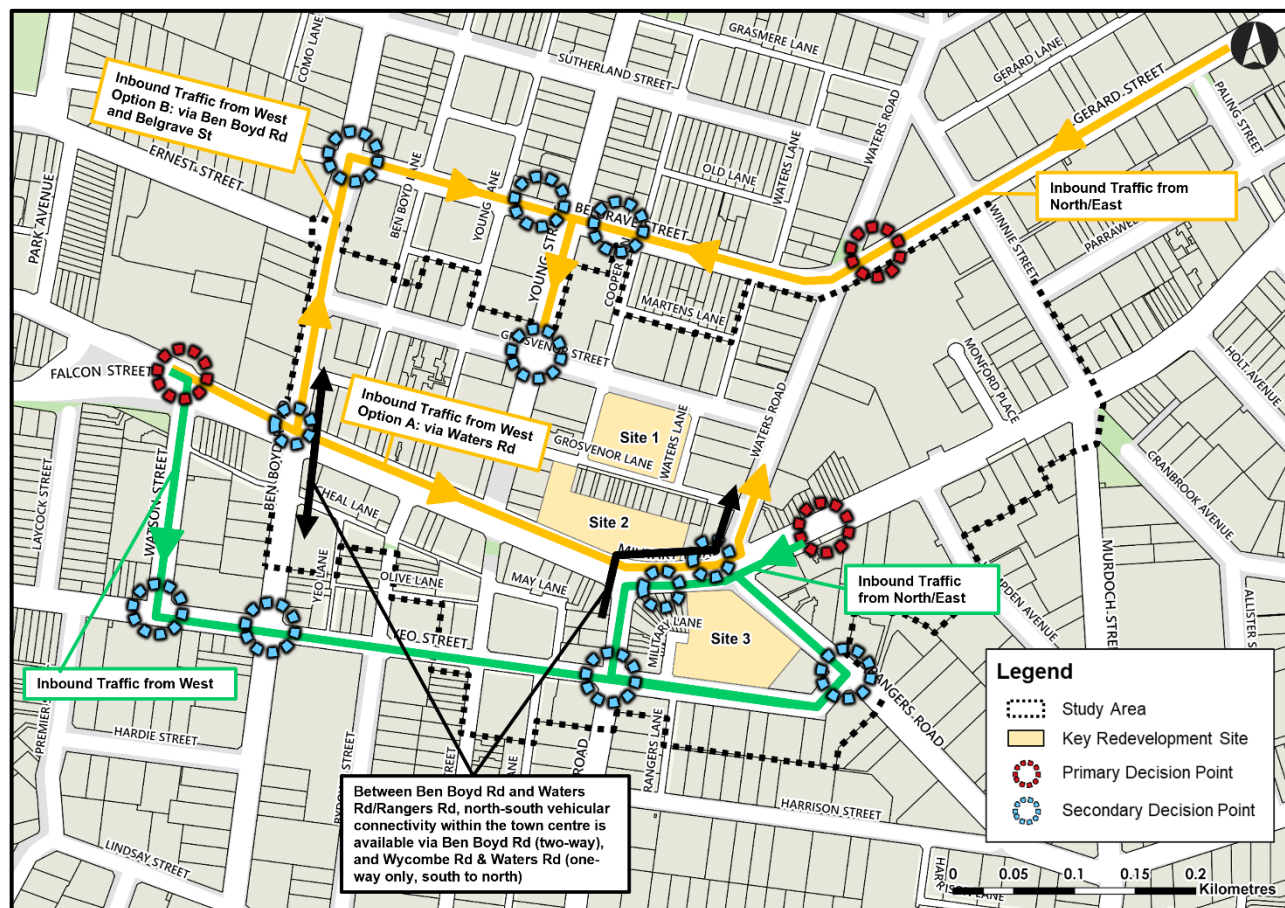 GRASMERE LANE
COMO LANE
SUTHERLAND STREET
GERARD LANE
GERARD STREET
PALING STREET
Inbound Traffic from West
Option B: via Ben Boyd Rd
and Belgrave St
WATERS ROAD
WATERS LANE
ERNEST STREET
PARK AVENUE
BEN BOYD LANE
YOUNG LANE
OLD LANE
Inbound Traffic from
North/East
BELGRAVE STREET
WINNIE STREET
YOUNG
COOPER
MARTENS LANE
GROSVENOR STREET
MONFORD PLACE
HOLT AVENUE
FALCON STREET
Inbound Traffic from West
Option A: via Waters Rd
WATERS ROAD
Site 1
WATERS LANE
GROSVENOR LANE
CRANBROOK AVENUE
LAYCOCK STREET
WATSON STREET
BEN BOYD
CHEAL LANE
Site 2
MILITARY
MURDOCH STREET
YEO LANE
OLIVE LANE
MAY LANE
Inbound Traffic
from North/East
YEO STREET
MILITARY LANE
Site 3
RANGERS ROAD
Inbound Traffic from West
HARDIE STREET
ROAD
RANGERS LANE
HARRISON STREET
LINDSAY STREET
Between Ben Boyd Rd and Waters
Rd/Rangers Rd, north-south vehicular
connectivity within the town centre is
available via Ben Boyd Rd (two-way),
and Wycombe Rd & Waters Rd (one-
way only, south to north)
Legend
Study Area
Key Redevelopment Site
Primary Decision Point
Secondary Decision Point
0 0.05 0.1 0.15 0.2
Kilometres